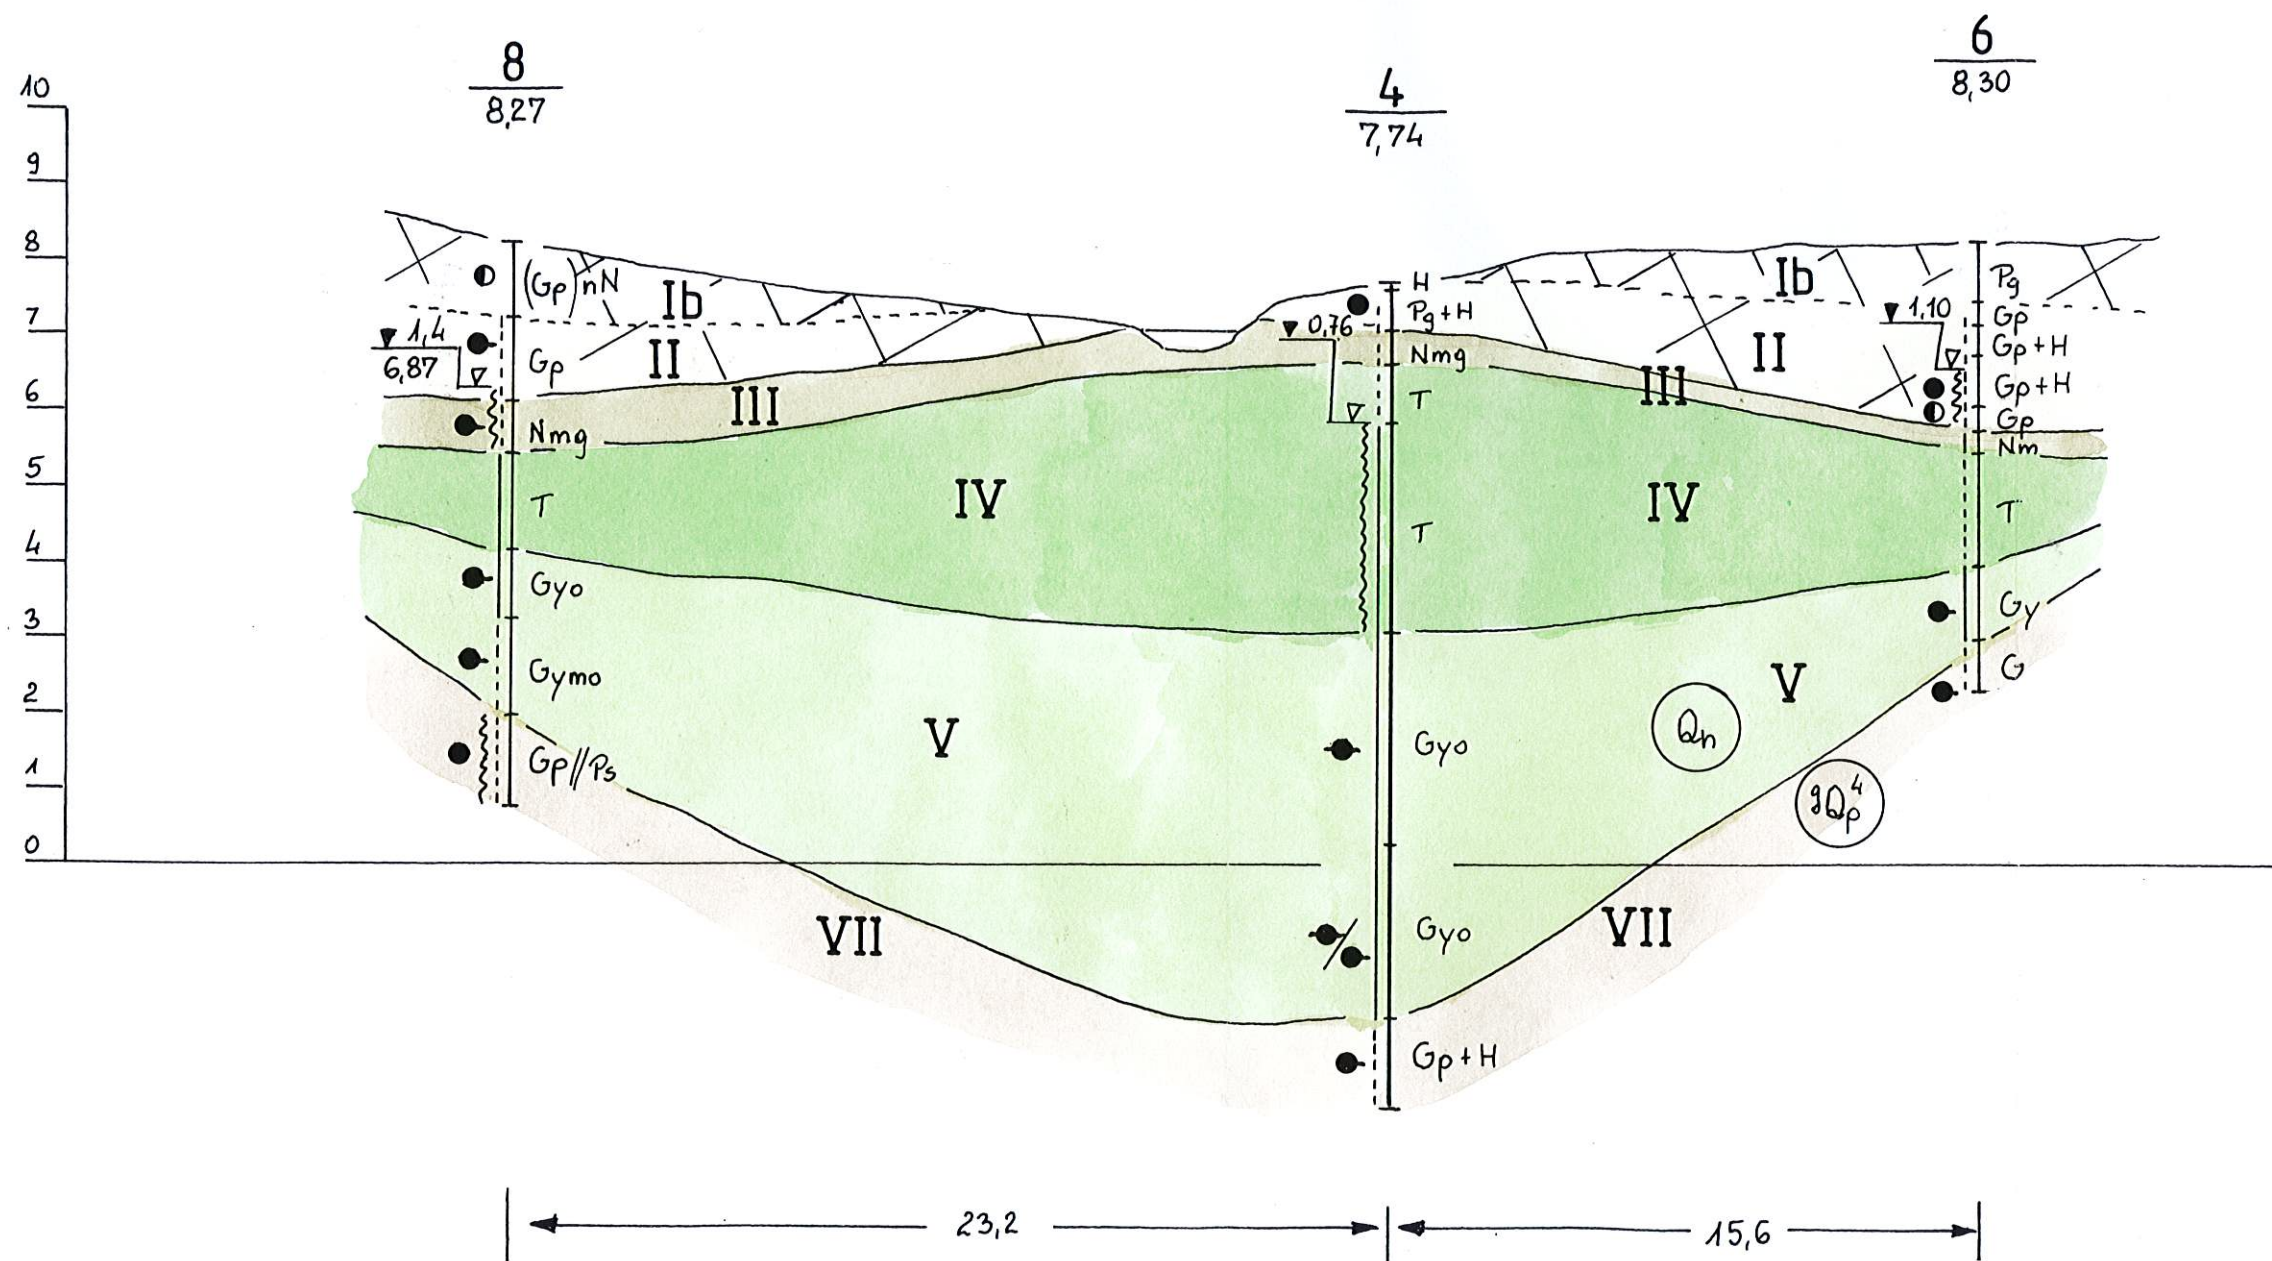 8
8,27
4
7,74
6
8,30
10
9
8
7
6
5
4
3
2
1
0
(Gp) nN
Ib
1,4
6,87
Gp
II
III
Nmg
T
IV
Gyo
Gymo
V
Gp//Ps
VII
H
Pg+H
0,76
Nmg
T
T
Gyo
Gyo
Gp+H
Ib
II
III
IV
V
Qn
gQp4
VII
1,10
Pg
Gp
Gp+H
Gp+H
Gp
Nm
T
Gy
G
23,2
15,6